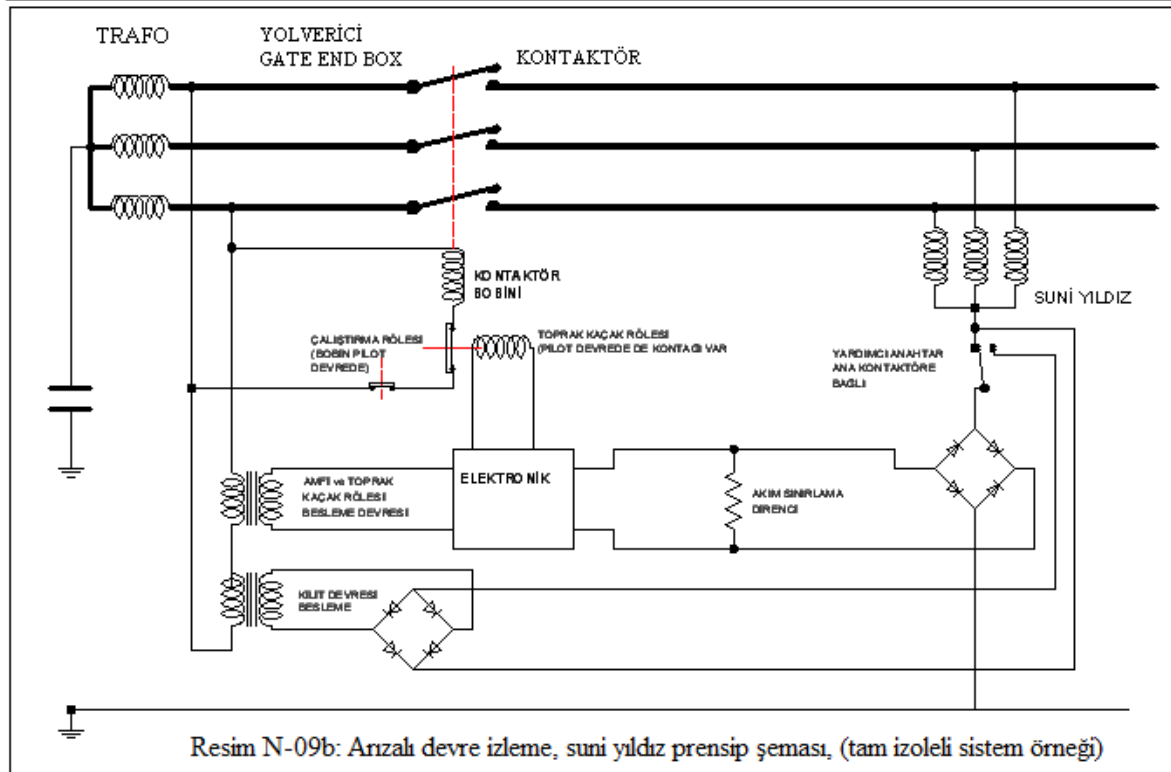 TRAFO
YOLVERİCİ
GATE END BOX
KONTAKTÖR
KONTAKTÖR
BOBİNİ
SUNİ YILDIZ
ÇALIŞTIRMA RÖLESİ
(BOBİN PİLOT
DEVREDE)
TOPRAK KAÇAK RÖLESİ
(PİLOT DEVREDE DE KONTAĞI VAR
YARDIMCI ANAHTAR
ANA KONTAKTÖRE
BAĞLI
AMFİ ve TOPRAK
KAÇAK RÖLESİ
BESLEME DEVRESİ
ELEKTRONİK
AKIM SINIRLAMA
DİRENCİ
KİLİT DEVRESİ
BESLEME
Resim N-09b: Arızalı devre izleme, suni yıldız prensip şeması, (tam izoleli sistem örneği)